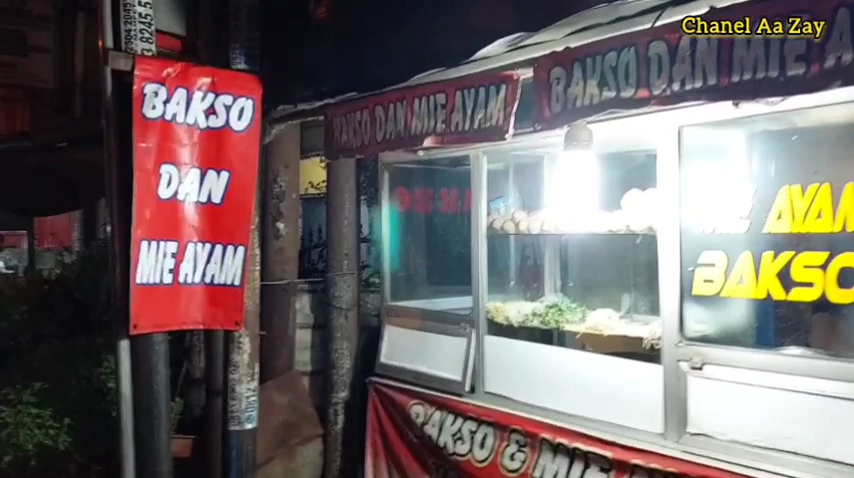 Chanel Aa Zay
BAKSO
DAN
MIE AYAM
BAKSO DAN MIE AYAM
BAKSO DAN MIE
MIE AYAM
BAKSO
BAKSO & MIE